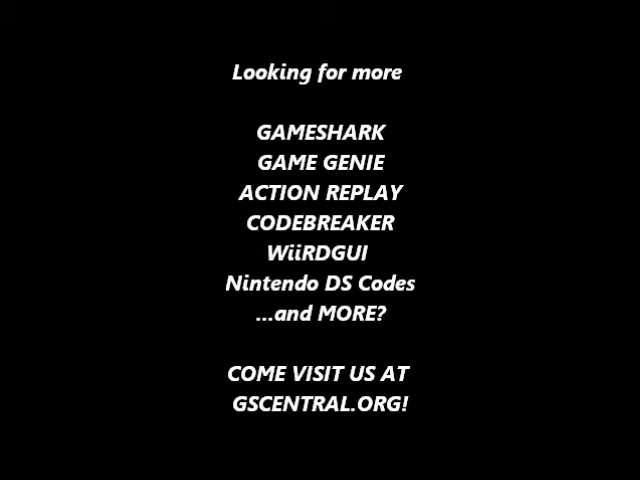 Looking for more
GAMESHARK
GAME GENIE
ACTION REPLAY
CODEBREAKER
WiiRDGUI
Nintendo DS Codes
...and MORE?
COME VISIT US AT
GSCENTRAL.ORG!